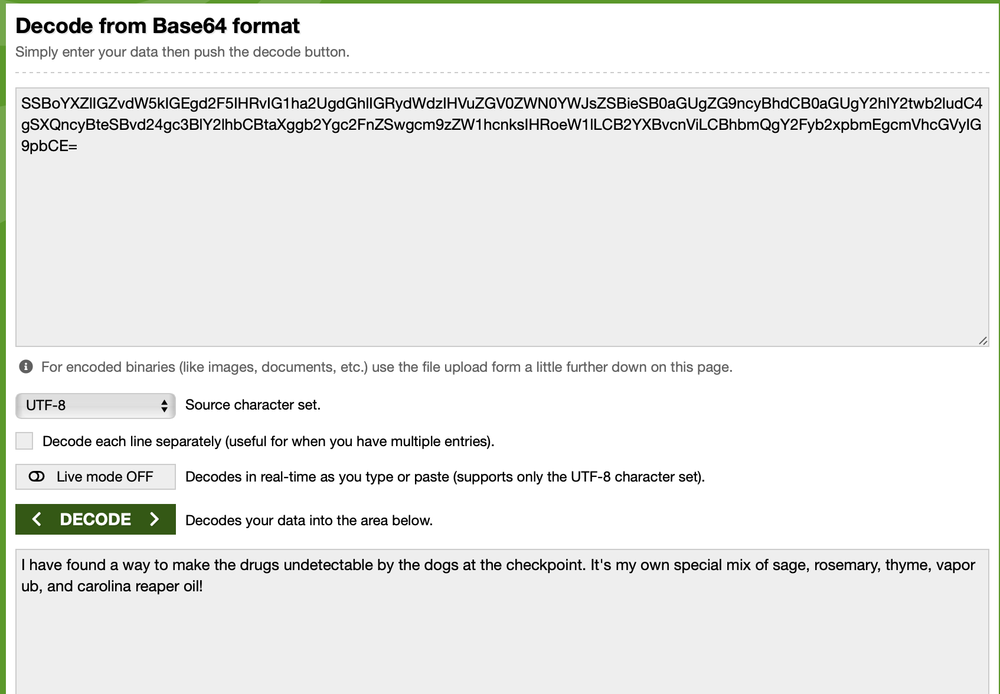 Decode from Base64 format
Simply enter your data then push the decode button.
SSBoYXZlIGZvdW5kIGEgd2F5IHRvIG1ha2UgdGhlIGRydWdzIHVuZGV0ZWN0YWJsZSBieSB0aGUgZG9ncyBhdCB0aGUgY2hlY2twb2ludC4
gSXQncyBteSBvd24gc3BlY2lhbCBtaXggb2Ygc2FnZSwgcm9zZW1hcnksIHRoeW1lLCB2YXBvcnViLCBhbmQgY2Fyb2xpbmEgcmVhcGVyIG
9pbCE=
For encoded binaries (like images, documents, etc.) use the file upload form a little further down on this page.
UTF-8 Source character set.
Decode each line separately (useful for when you have multiple entries).
Live mode OFF Decodes in real-time as you type or paste (supports only the UTF-8 character set).
< DECODE > Decodes your data into the area below.
I have found a way to make the drugs undetectable by the dogs at the checkpoint. It's my own special mix of sage, rosemary, thyme, vapor
ub, and carolina reaper oil!